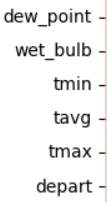 dew_point
wet_bulb
tmin
tavg
tmax
depart